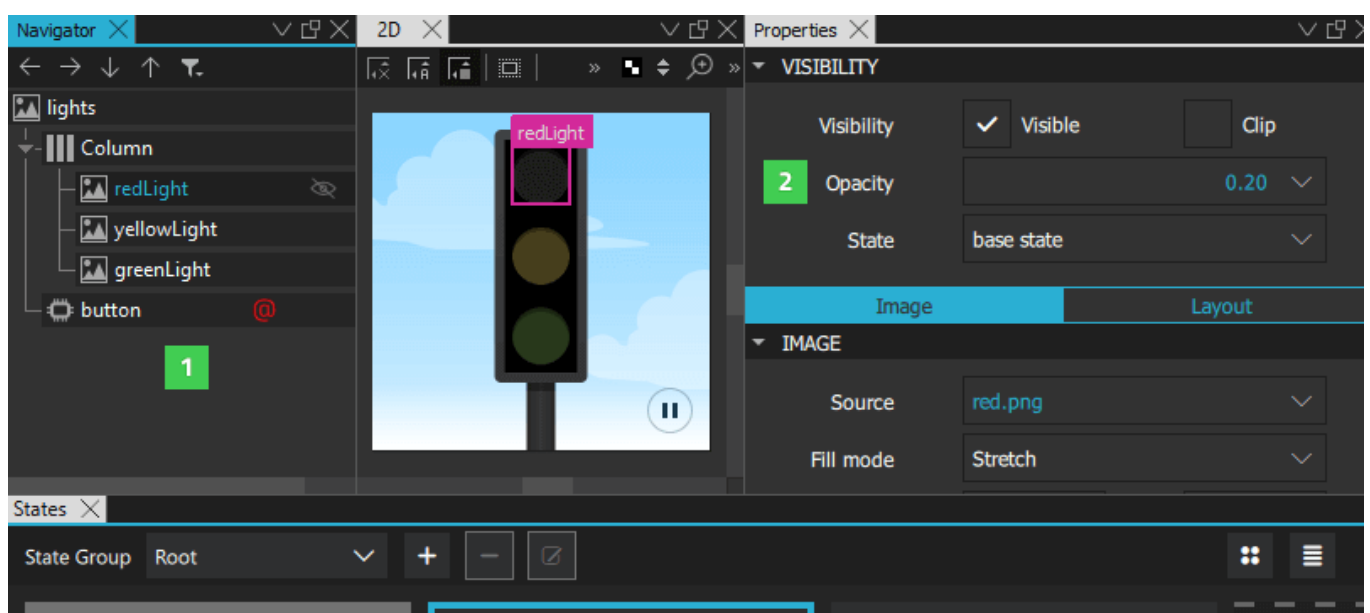 Navigator
2D
Properties
VISIBILITY
lights
Visibility
Visible
Clip
redLight
Column
redLight
2
Opacity
0.20
yellowLight
State
base state
greenLight
button
@
Image
Layout
IMAGE
1
Source
red.png
Fill mode
Stretch
States
State Group
Root